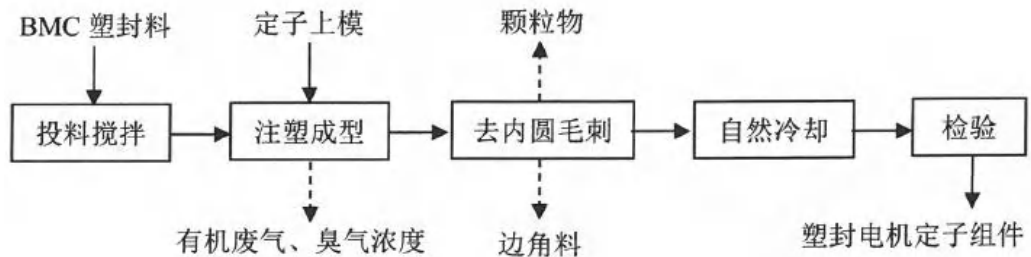 BMC 塑封料
定子上模
颗粒物
投料搅拌
注塑成型
去内圆毛刺
自然冷却
检验
有机废气、臭气浓度
边角料
塑封电机定子组件